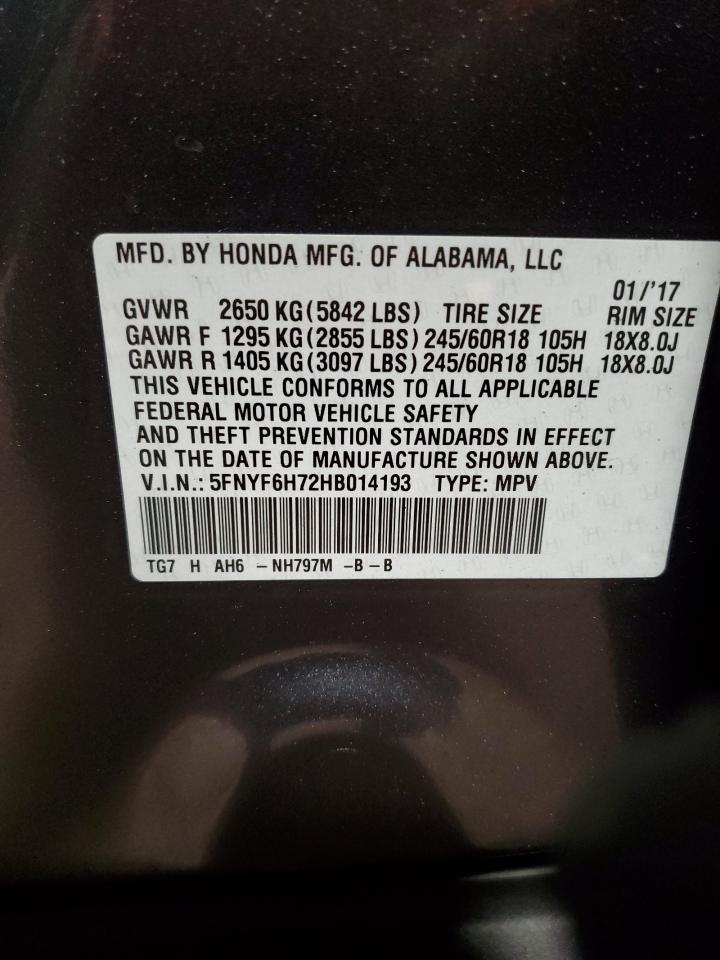 MFD. BY HONDA MFG. OF ALABAMA, LLC
01/'17
GVWR 2650 KG (5842 LBS) TIRE SIZE RIM SIZE
GAWR F 1295 KG (2855 LBS) 245/60R18 105H 18X8.0J
GAWR R 1405 KG (3097 LBS) 245/60R18 105H 18X8.0J
THIS VEHICLE CONFORMS TO ALL APPLICABLE
FEDERAL MOTOR VEHICLE SAFETY
AND THEFT PREVENTION STANDARDS IN EFFECT
ON THE DATE OF MANUFACTURE SHOWN ABOVE.
V.I.N.: 5FNYF6H72HB014193 TYPE: MPV
TG7 H AH6 – NH797M – B – B